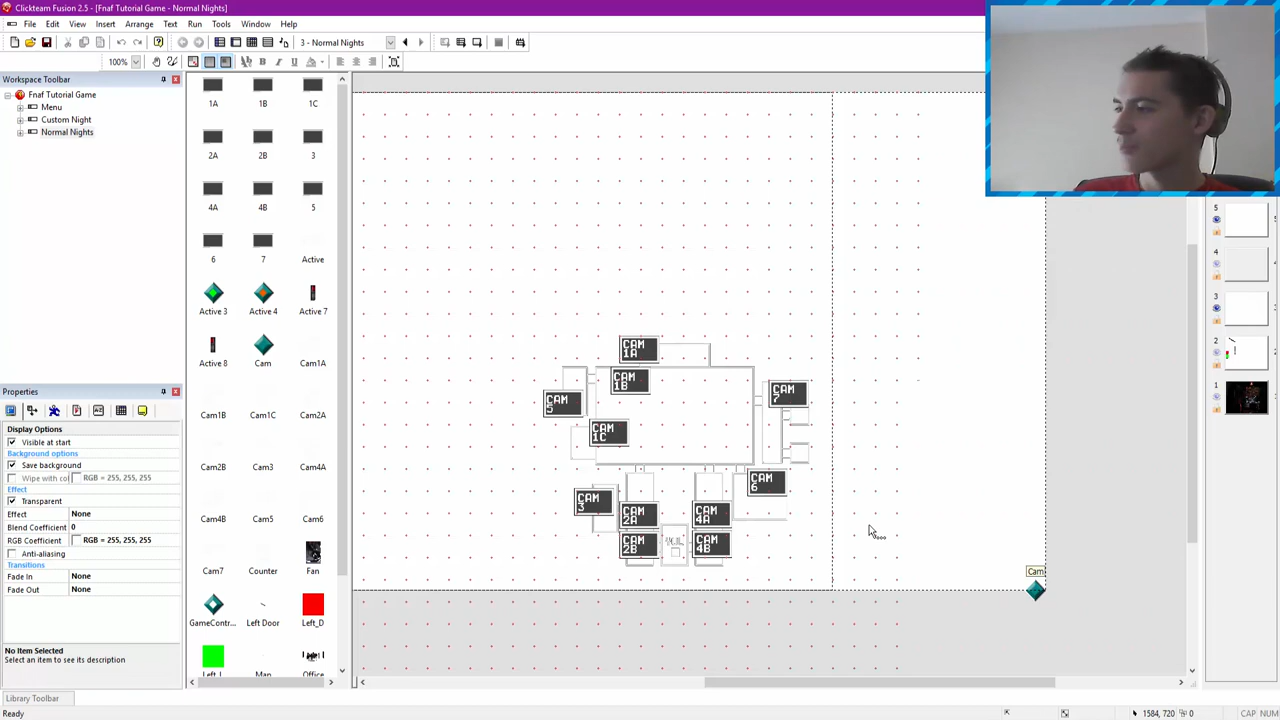 Clickteam Fusion 2.5 - [Fnaf Tutorial Game - Normal Nights]
File Edit View Insert Arrange Text Run Tools Window Help
3 - Normal Nights
100%
B I U
Workspace Toolbar
Fnaf Tutorial Game
Menu
Custom Night
Normal Nights
1A 1B 1C
2A 2B 3
4A 4B 5
6 7 Active
Active 3 Active 4 Active 7
Active 8 Cam Cam1A
Cam1B Cam1C Cam2A
Cam2B Cam3 Cam4A
Cam4B Cam5 Cam6
Cam7 Counter Fan
GameContr... Left Door Left_D
Map Office
CAM 1A
CAM 1B
CAM 5
CAM 7
CAM 1C
CAM 6
CAM 3
CAM 2A
CAM 4A
CAM 2B
CAM 4B
Cam
5
4
3
2
1
Properties
Display Options
Visible at start
Background options
Save background
Wipe with co RGB = 255, 255, 255
Effect
Transparent
Effect None
Blend Coefficient 0
RGB Coefficient RGB = 255, 255, 255
Anti-aliasing
Transitions
Fade In None
Fade Out None
No Item Selected
Select an item to see its description
Library Toolbar
Ready
1584, 720 0 CAP NUM